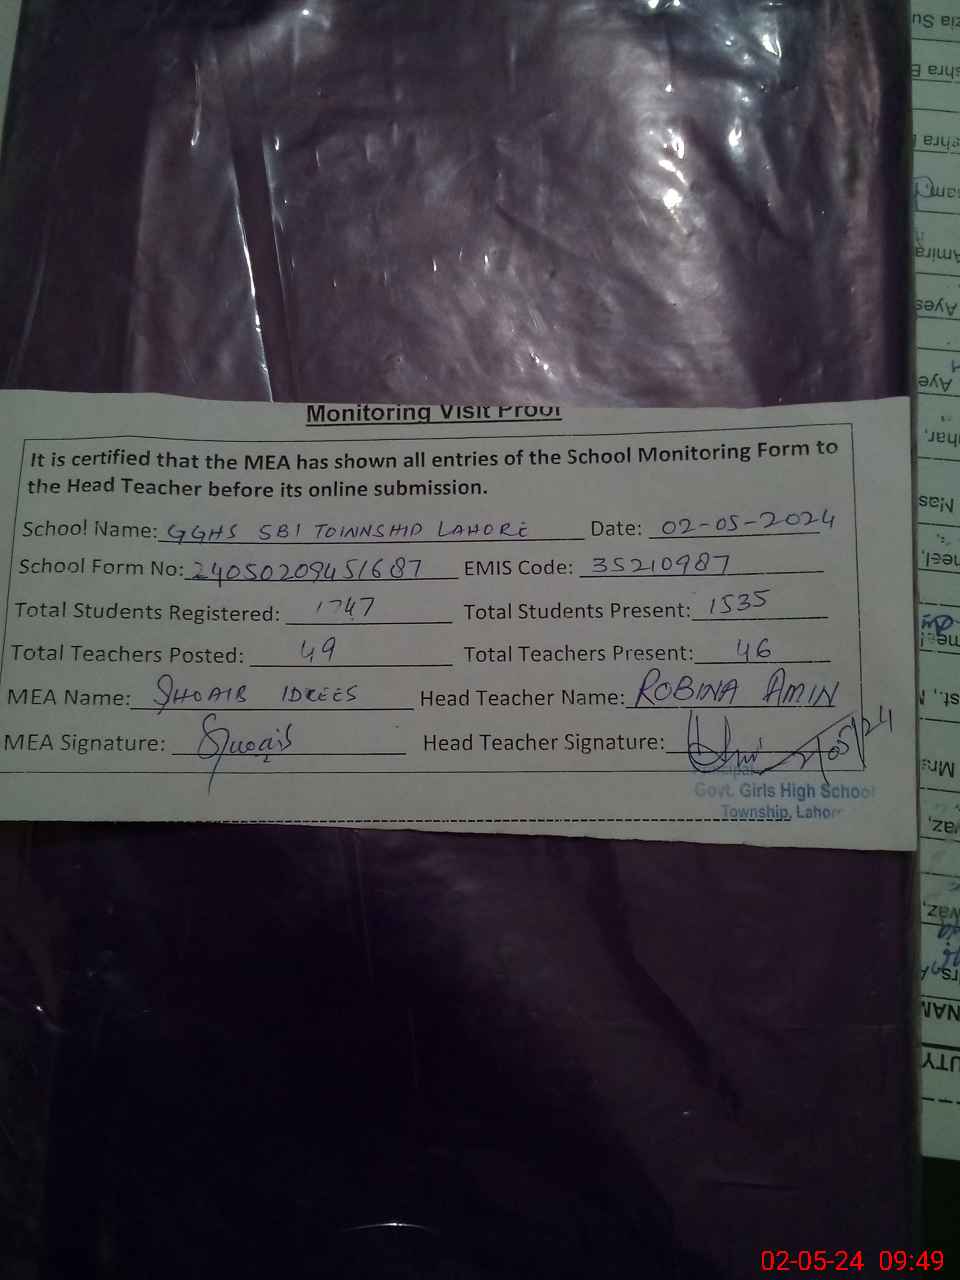 Monitoring Visit Proof
It is certified that the MEA has shown all entries of the School Monitoring Form to
the Head Teacher before its online submission.
School Name: GGHS SBI TOWNSHIP LAHORE Date: 02-05-2024
School Form No: 24050209451687 EMIS Code: 35210987
Total Students Registered: 1747 Total Students Present: 1535
Total Teachers Posted: 49 Total Teachers Present: 46
MEA Name: SHOAIB IDREES Head Teacher Name: ROBINA AMIN
MEA Signature: Shoaib Head Teacher Signature:
Principal
Govt. Girls High School
Township, Lahore
02-05-24 09:49